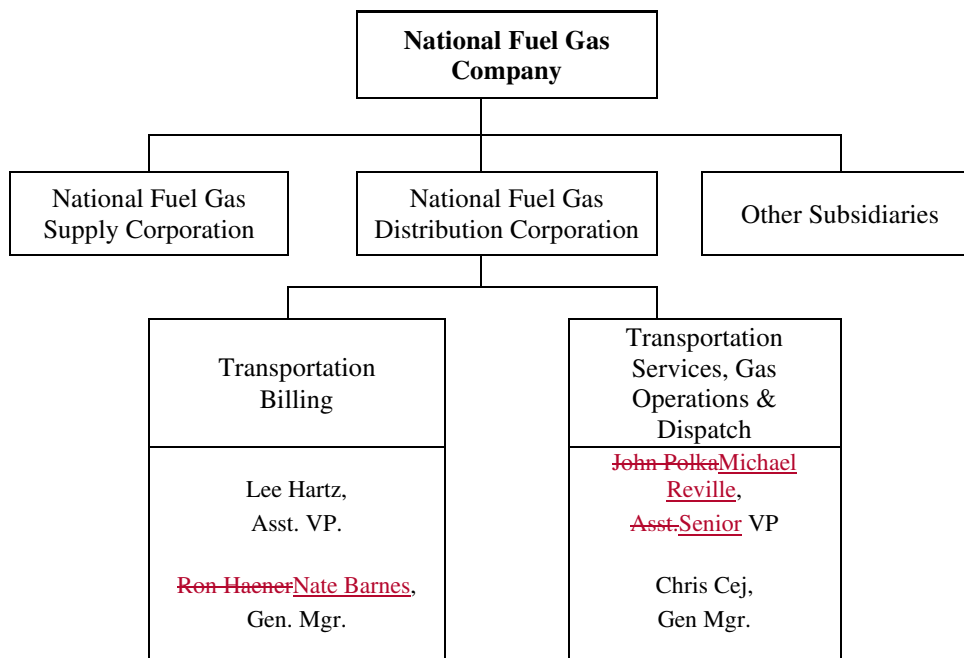 National Fuel Gas
Company
National Fuel Gas
Supply Corporation
National Fuel Gas
Distribution Corporation
Other Subsidiaries
Transportation
Billing
Transportation
Services, Gas
Operations &
Dispatch
Lee Hartz,
Asst. VP.
Ron HaenerNate Barnes,
Gen. Mgr.
John PolkaMichael
Reville,
Asst.Senior VP
Chris Cej,
Gen Mgr.